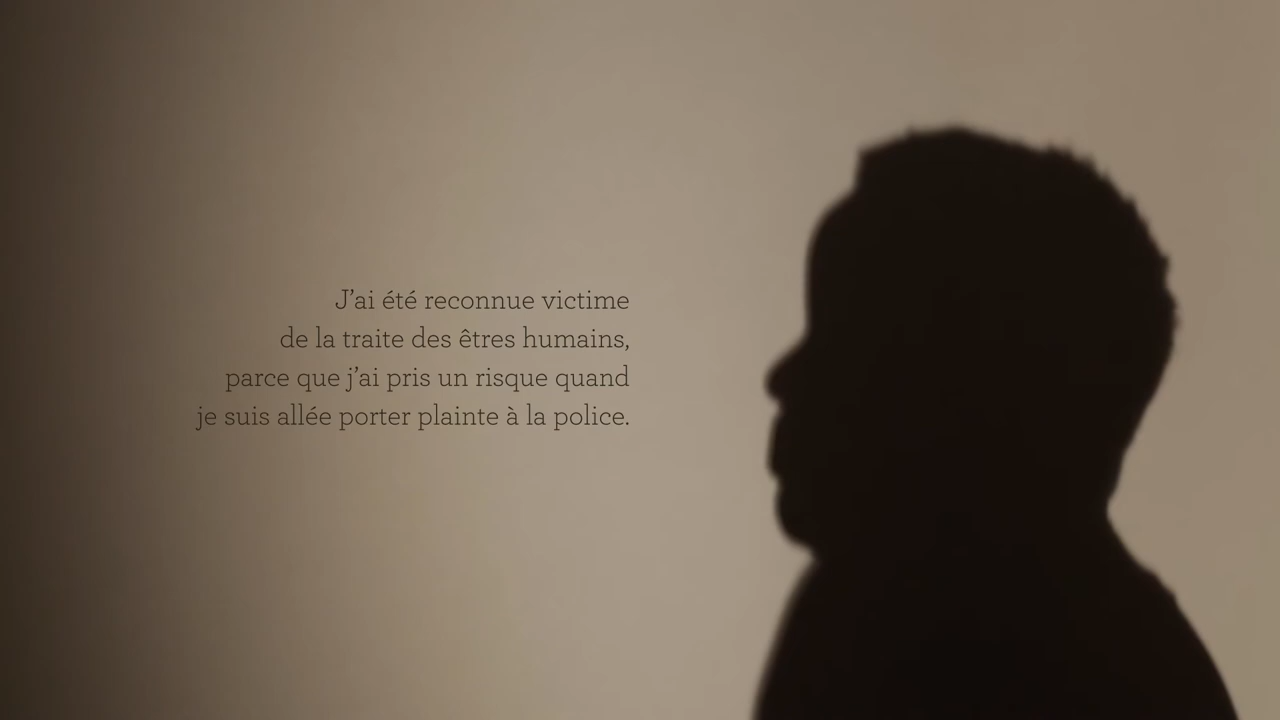 J’ai été reconnue victime
de la traite des êtres humains,
parce que j’ai pris un risque quand
je suis allée porter plainte à la police.